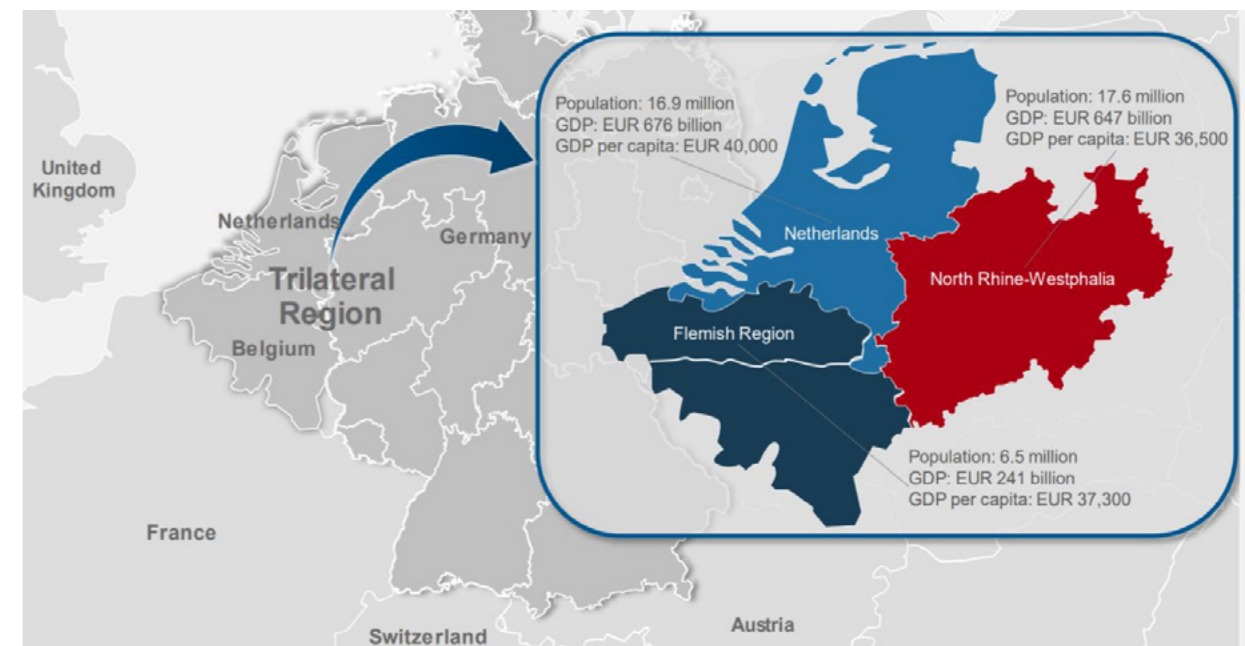 United
Kingdom
Netherlands
Germany
Trilateral
Region
Belgium
France
Switzerland
Austria
Population: 16.9 million
GDP: EUR 676 billion
GDP per capita: EUR 40,000
Population: 17.6 million
GDP: EUR 647 billion
GDP per capita: EUR 36,500
Netherlands
North Rhine-Westphalia
Flemish Region
Population: 6.5 million
GDP: EUR 241 billion
GDP per capita: EUR 37,300